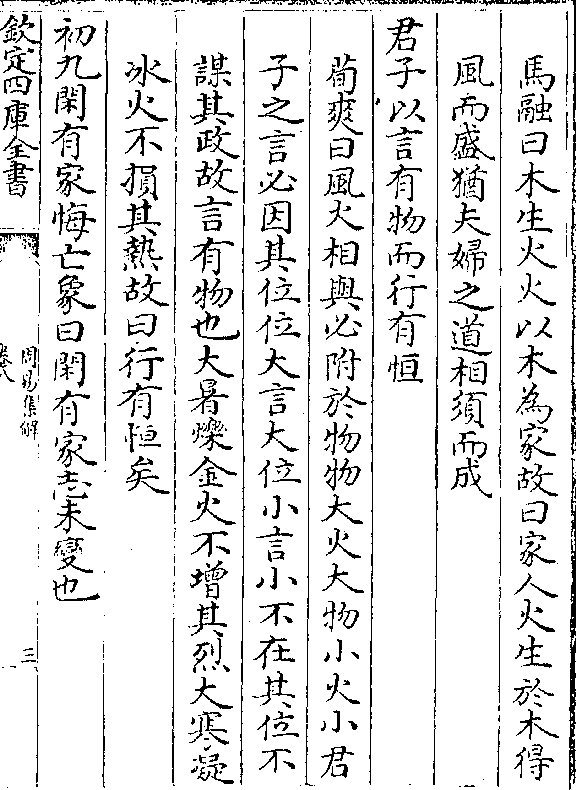 馬融曰木生火火以木為家故曰家人火生於木得
風而盛猶夫婦之道相須而成
君子以言有物而行有恒
荀爽曰風火相與必附於物物大火大物小火小君
子之言必因其位位大言大位小言小不在其位不
謀其政故言有物也大暑爍金火不增其烈大寒凝
冰火不損其熱故曰行有恒矣
初九閑有家悔亡象曰閑有家志未變也
欽定四庫全書
周易集解
卷八
三